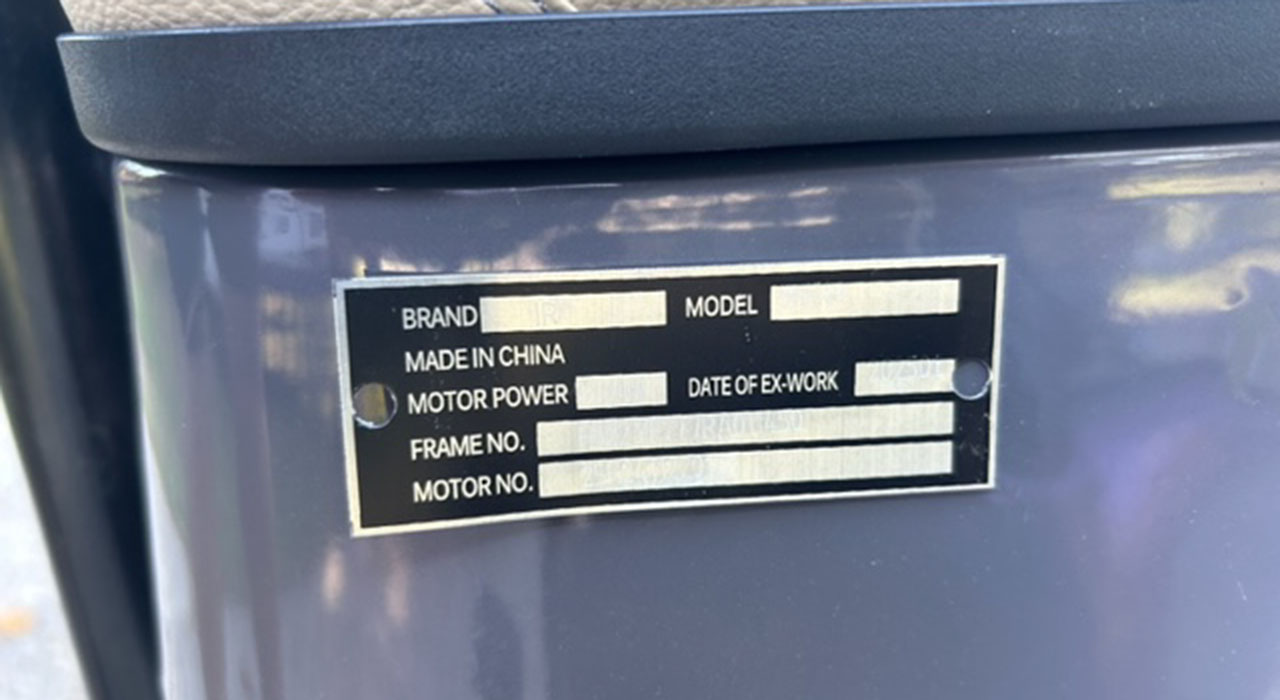 BRAND MODEL
MADE IN CHINA
MOTOR POWER DATE OF EX-WORK
FRAME NO.
MOTOR NO.